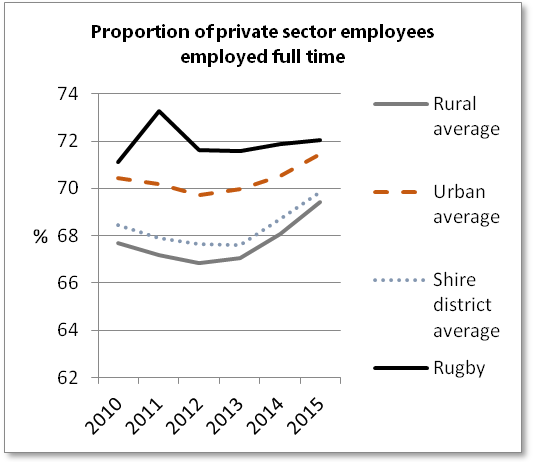 Proportion of private sector employees
employed full time
74
72
70
68
66
64
62
%
2010
2011
2012
2013
2014
2015
Rural
average
Urban
average
Shire
district
average
Rugby